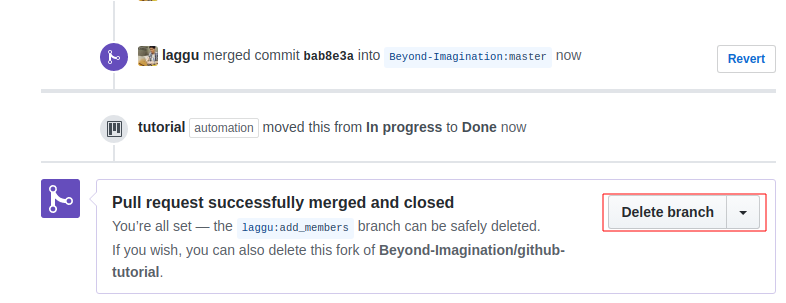 laggu merged commit bab8e3a into Beyond-Imagination:master now
Revert
tutorial automation moved this from In progress to Done now
Pull request successfully merged and closed
You're all set — the laggu:add_members branch can be safely deleted.
If you wish, you can also delete this fork of Beyond-Imagination/github-
tutorial.
Delete branch